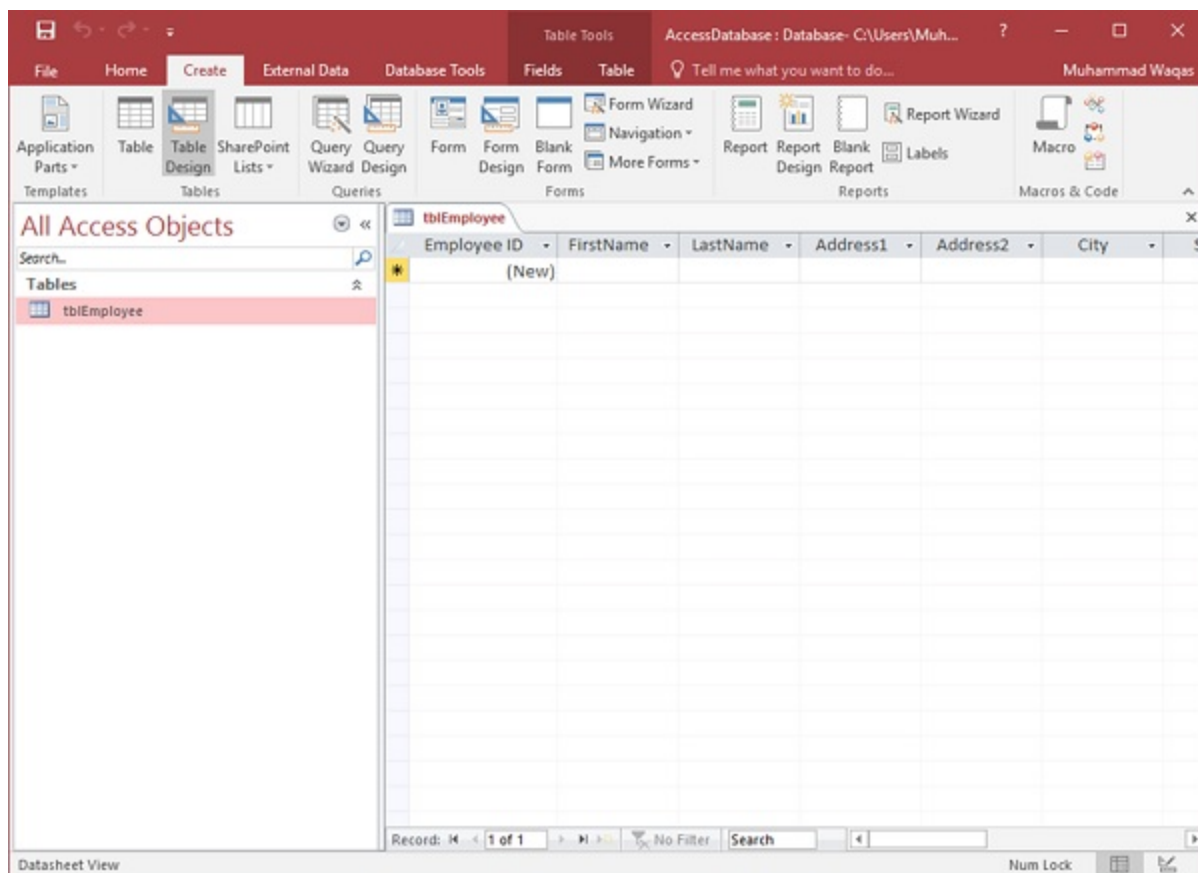 Table Tools
AccessDatabase : Database- C:\Users\Muh... ?
File Home Create External Data Database Tools Fields Table Tell me what you want to do... Muhammad Waqas
Application Parts
Table
Table Design
SharePoint Lists
Query Wizard
Query Design
Form
Form Design
Blank Form
Form Wizard
Navigation
More Forms
Report
Report Design
Blank Report
Report Wizard
Labels
Macro
Templates Tables Queries Forms Reports Macros & Code
All Access Objects
Search...
Tables
tblEmployee
tblEmployee
Employee ID FirstName LastName Address1 Address2 City
(New)
Record: 1 of 1 No Filter Search
Datasheet View Num Lock